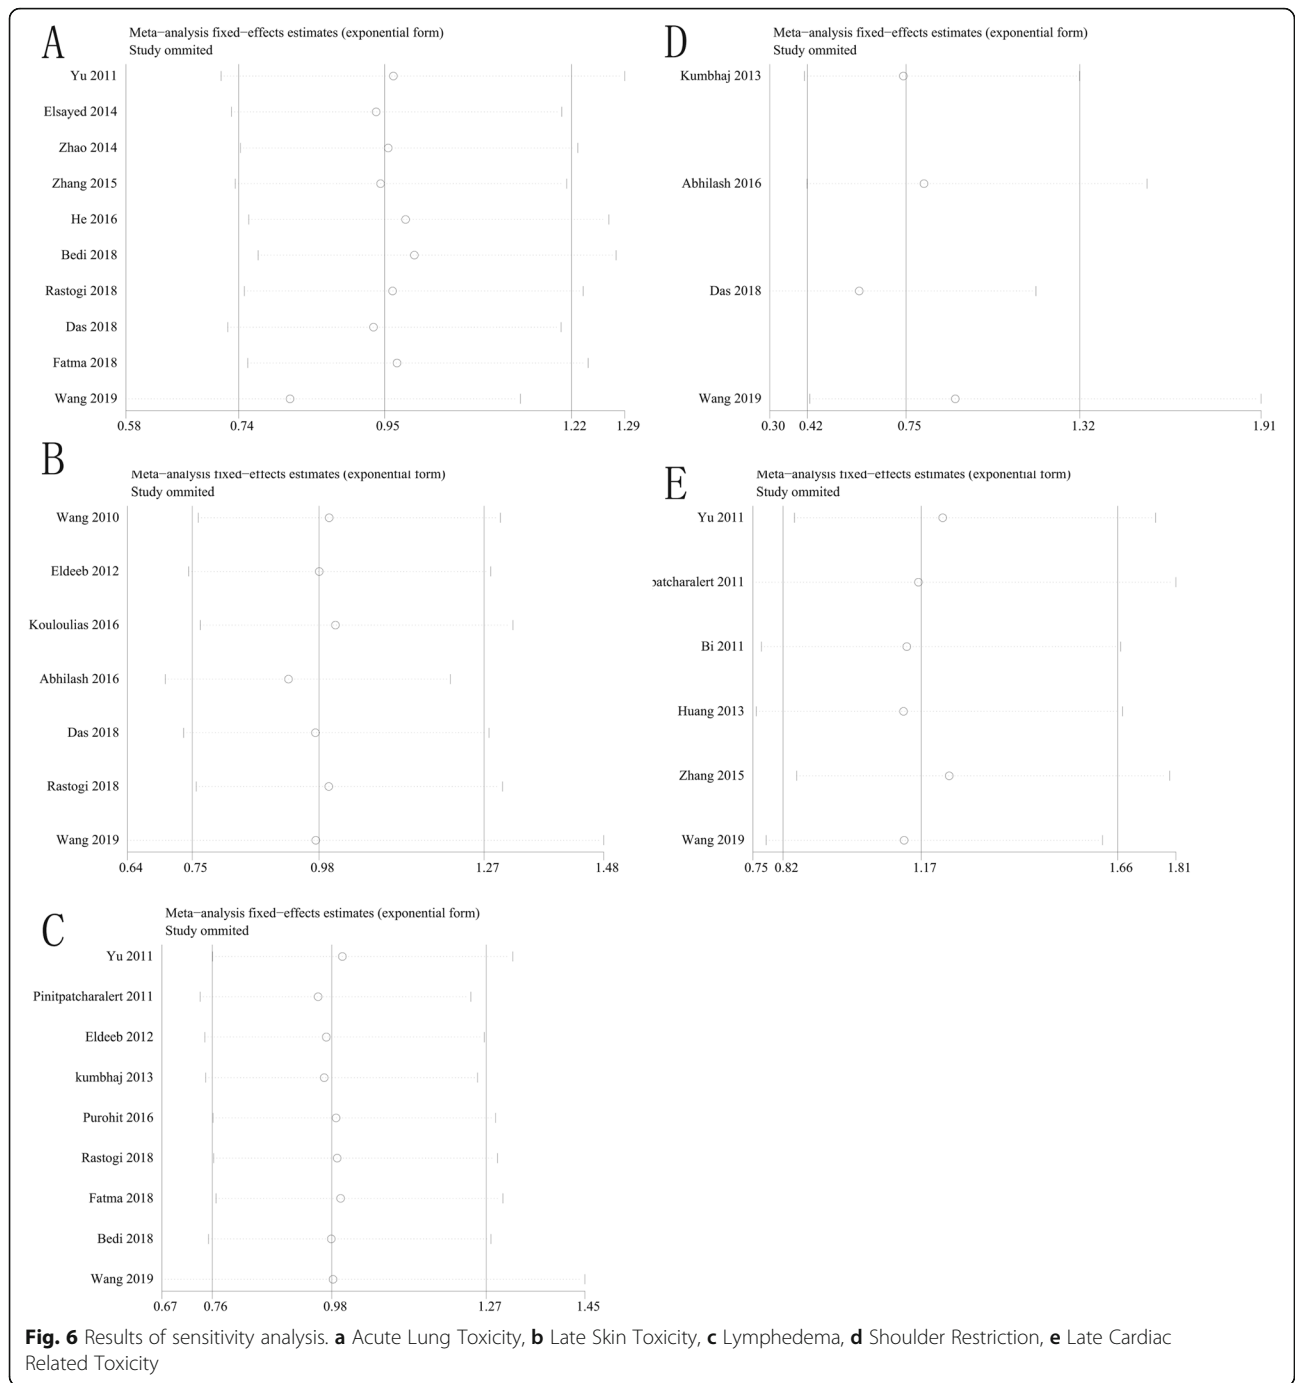 A
Meta−analysis fixed−effects estimates (exponential form)
Study ommited
Yu 2011
Elsayed 2014
Zhao 2014
Zhang 2015
He 2016
Bedi 2018
Rastogi 2018
Das 2018
Fatma 2018
Wang 2019
0.58 0.74 0.95 1.22 1.29
D
Meta−analysis fixed−effects estimates (exponential form)
Study ommited
Kumbhaj 2013
Abhilash 2016
Das 2018
Wang 2019
0.30 0.42 0.75 1.32 1.91
B
Meta−analysis fixed−effects estimates (exponential form)
Study ommited
Wang 2010
Eldeeb 2012
Kouloulias 2016
Abhilash 2016
Das 2018
Rastogi 2018
Wang 2019
0.64 0.75 0.98 1.27 1.48
E
Meta−analysis fixed−effects estimates (exponential form)
Study ommited
Yu 2011
patcharalert 2011
Bi 2011
Huang 2013
Zhang 2015
Wang 2019
0.75 0.82 1.17 1.66 1.81
C
Meta−analysis fixed−effects estimates (exponential form)
Study ommited
Yu 2011
Pinitpatcharalert 2011
Eldeeb 2012
kumbhaj 2013
Purohit 2016
Rastogi 2018
Fatma 2018
Bedi 2018
Wang 2019
0.67 0.76 0.98 1.27 1.45
Fig. 6 Results of sensitivity analysis. a Acute Lung Toxicity, b Late Skin Toxicity, c Lymphedema, d Shoulder Restriction, e Late Cardiac
Related Toxicity